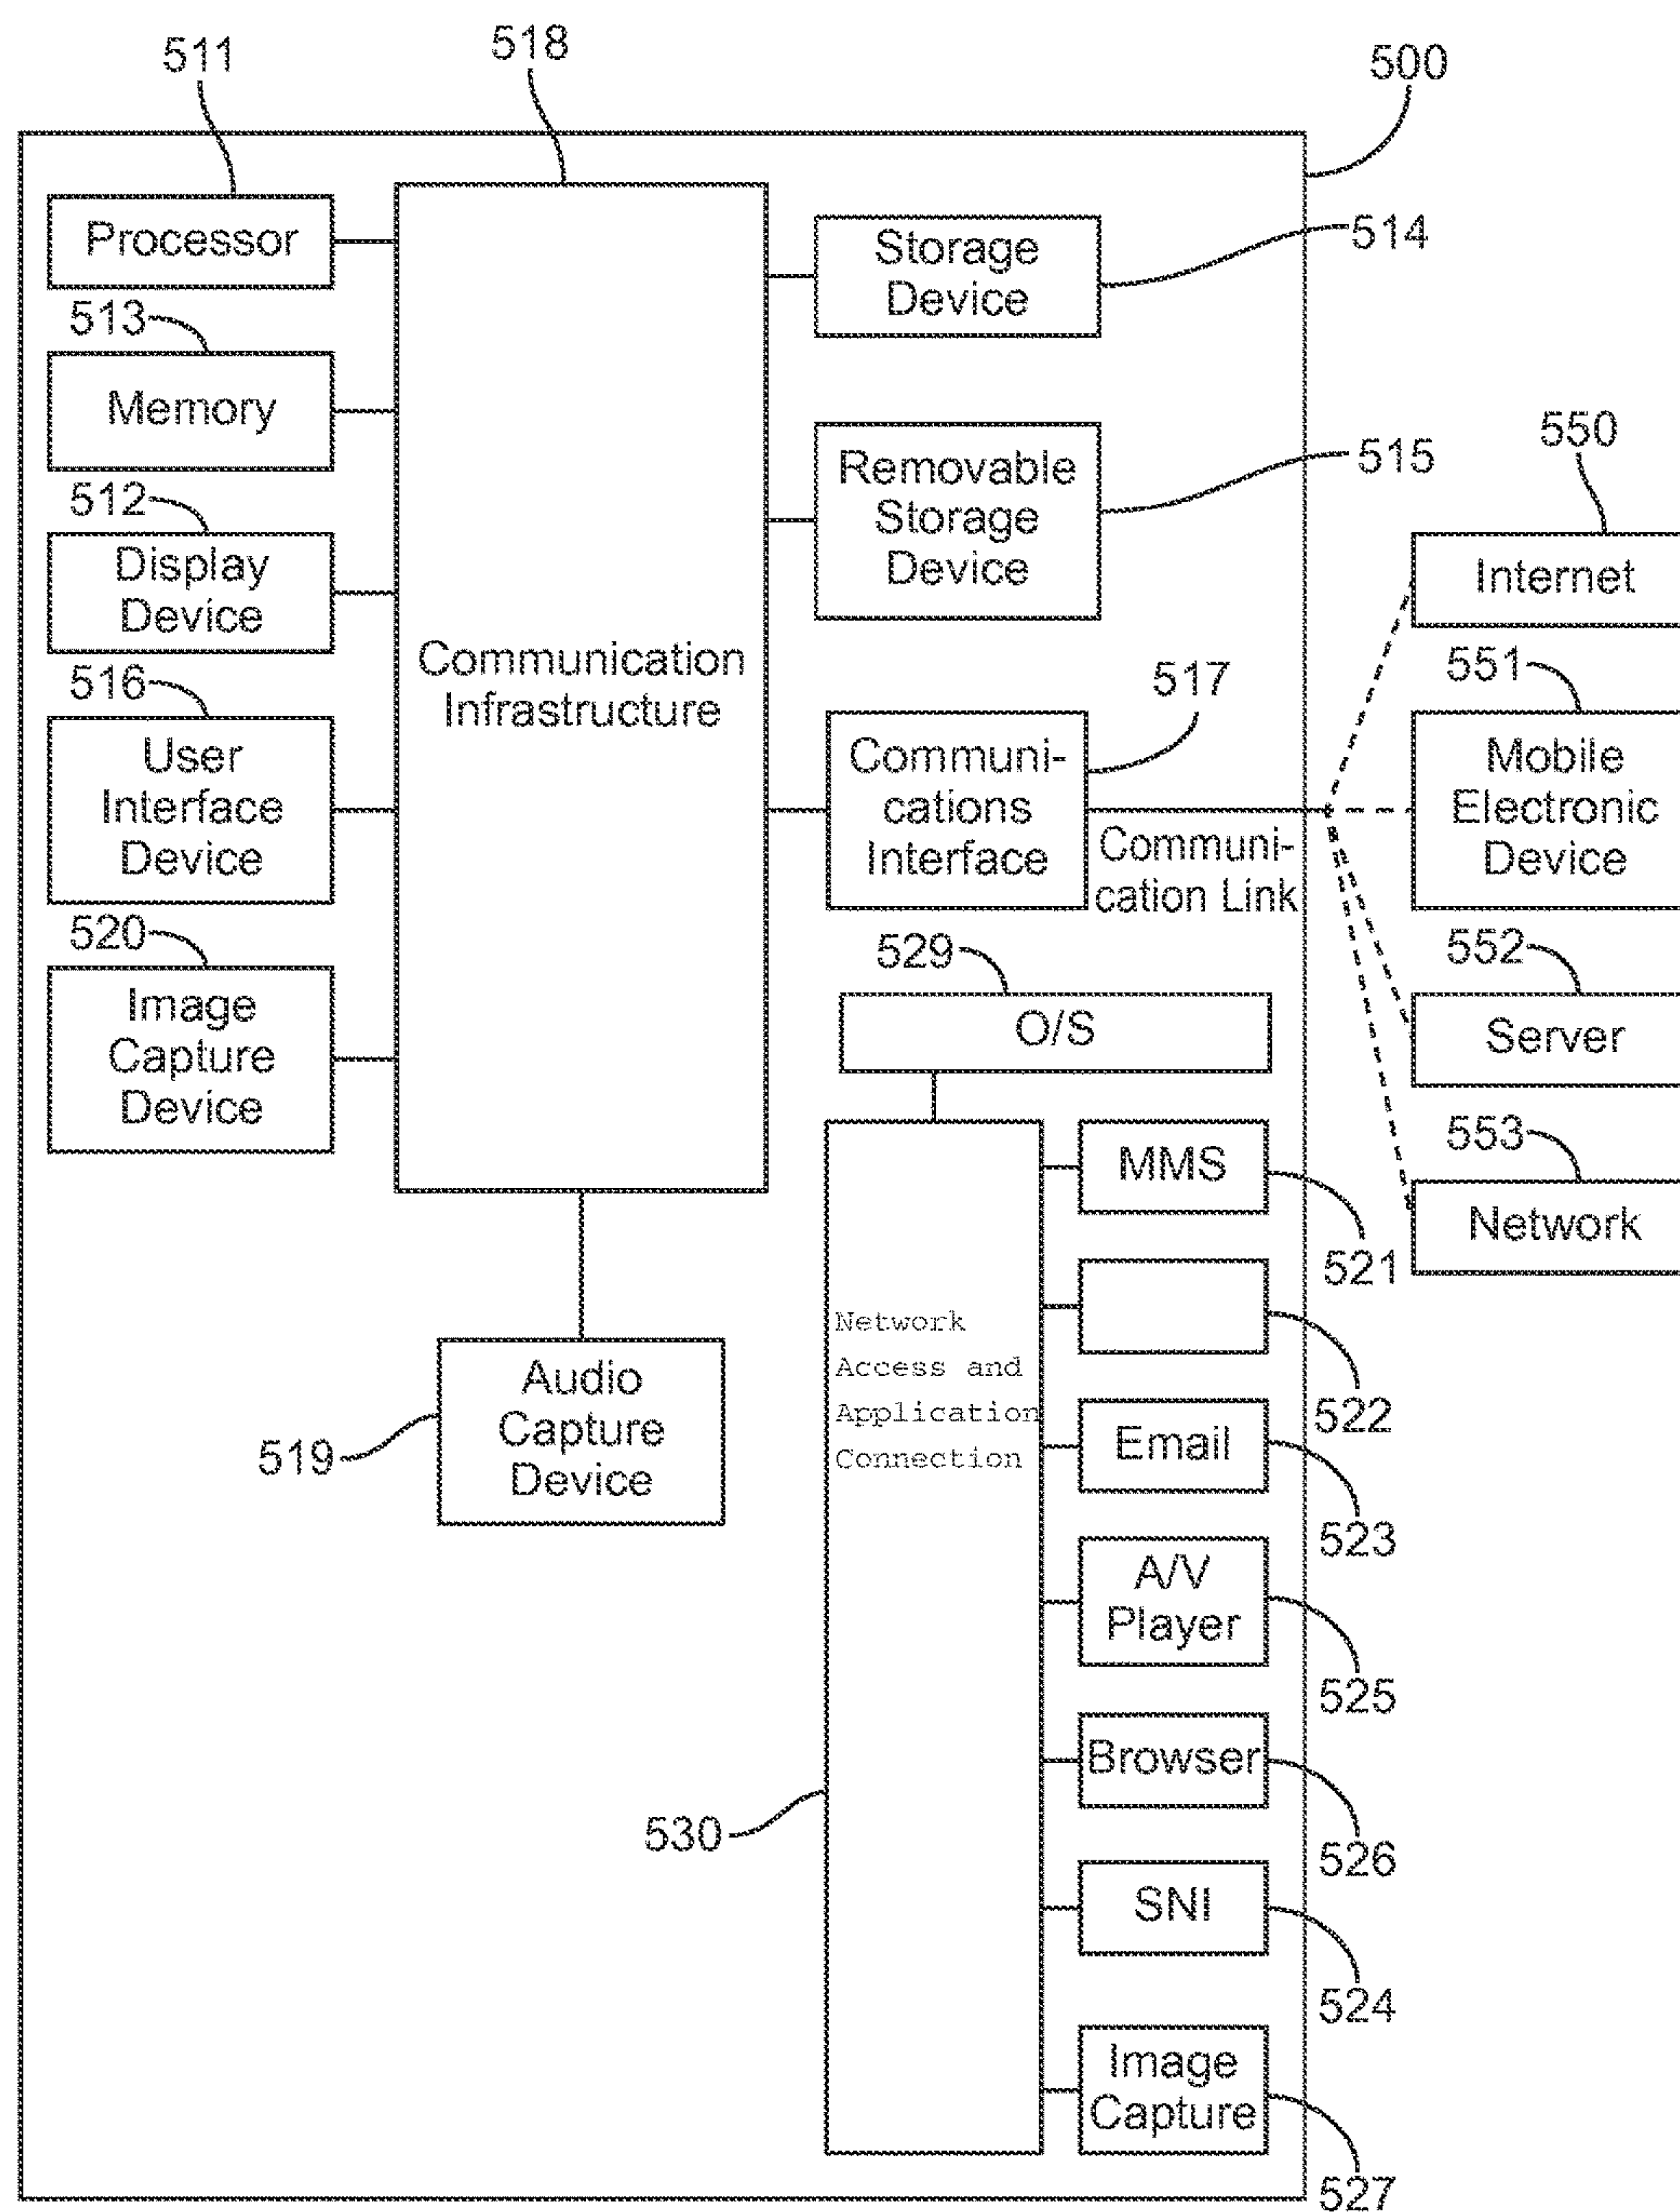 511
518
500
Processor
513
Memory
512
Display
Device
516
User
Interface
Device
520
Image
Capture
Device
Communication
Infrastructure
Storage
Device
514
Removable
Storage
Device
515
Communi-
cations
Interface
517
Communi-
cation Link
550
Internet
551
Mobile
Electronic
Device
552
Server
553
Network
529
O/S
Network
Access and
Application
Connection
530
MMS
521
522
Email
523
A/V
Player
525
Browser
526
SNI
524
Image
Capture
527
Audio
Capture
Device
519